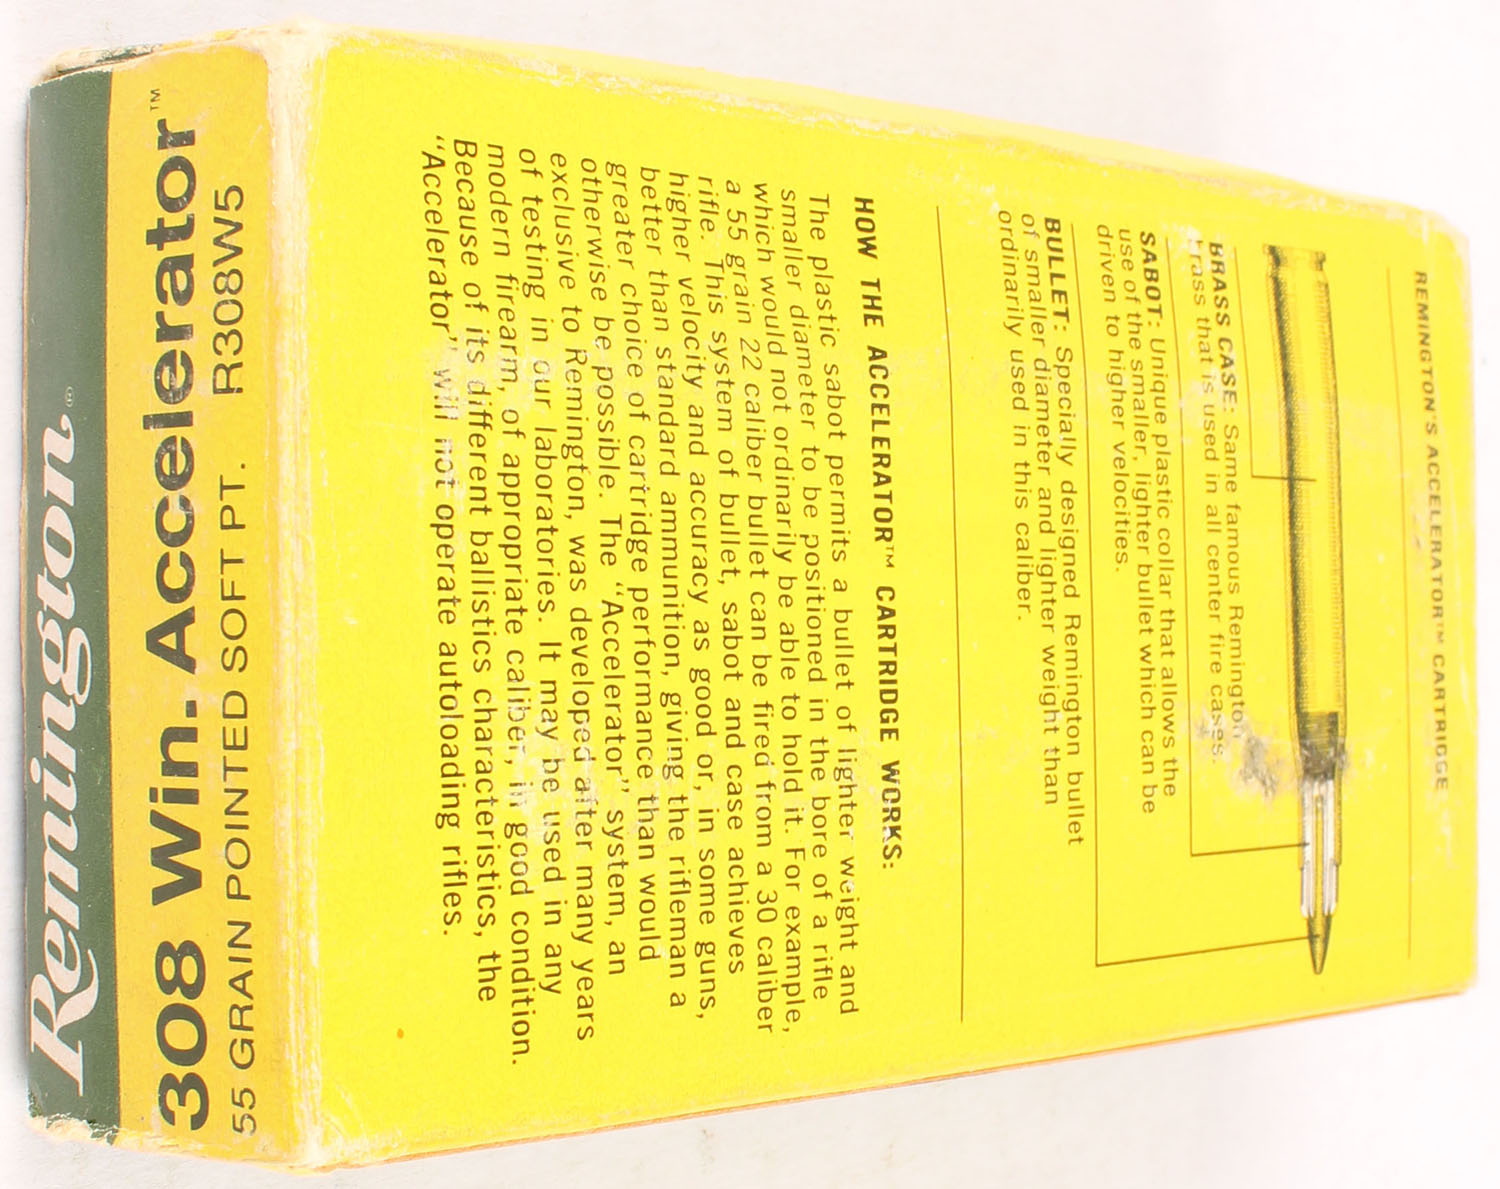 REMINGTON'S ACCELERATOR™ CARTRIDGE
BRASS CASE: Same famous Remington
brass that is used in all center fire cases.
SABOT: Unique plastic collar that allows the
use of the smaller, lighter bullet which can be
driven to higher velocities.
BULLET: Specially designed Remington bullet
of smaller diameter and lighter weight than
ordinarily used in this caliber.
HOW THE ACCELERATOR™ CARTRIDGE WORKS:
The plastic sabot permits a bullet of lighter weight and
smaller diameter to be positioned in the bore of a rifle
which would not ordinarily be able to hold it. For example,
a 55 grain 22 caliber bullet can be fired from a 30 caliber
rifle. This system of bullet, sabot and case achieves
higher velocity and accuracy as good or, in some guns,
better than standard ammunition, giving the rifleman a
greater choice of cartridge performance than would
otherwise be possible. The "Accelerator" system, an
exclusive to Remington, was developed after many years
of testing in our laboratories. It may be used in any
modern firearm, of appropriate caliber, in good condition.
Because of its different ballistics characteristics, the
"Accelerator" will not operate autoloading rifles.
308 Win. Accelerator™
55 GRAIN POINTED SOFT PT. R308W5
Remington®